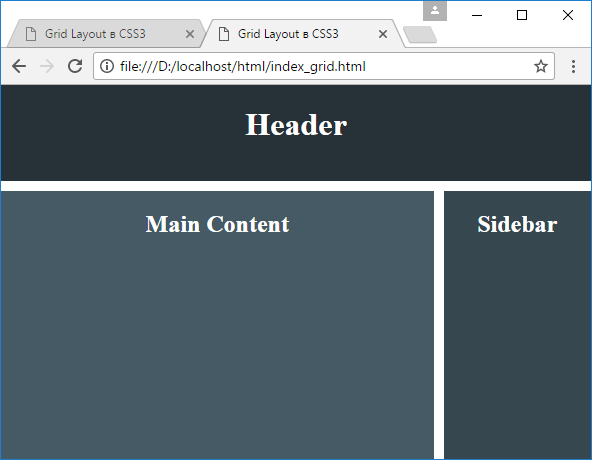 Grid Layout в CSS3
Grid Layout в CSS3
file:///D:/localhost/html/index_grid.html
Header
Main Content
Sidebar